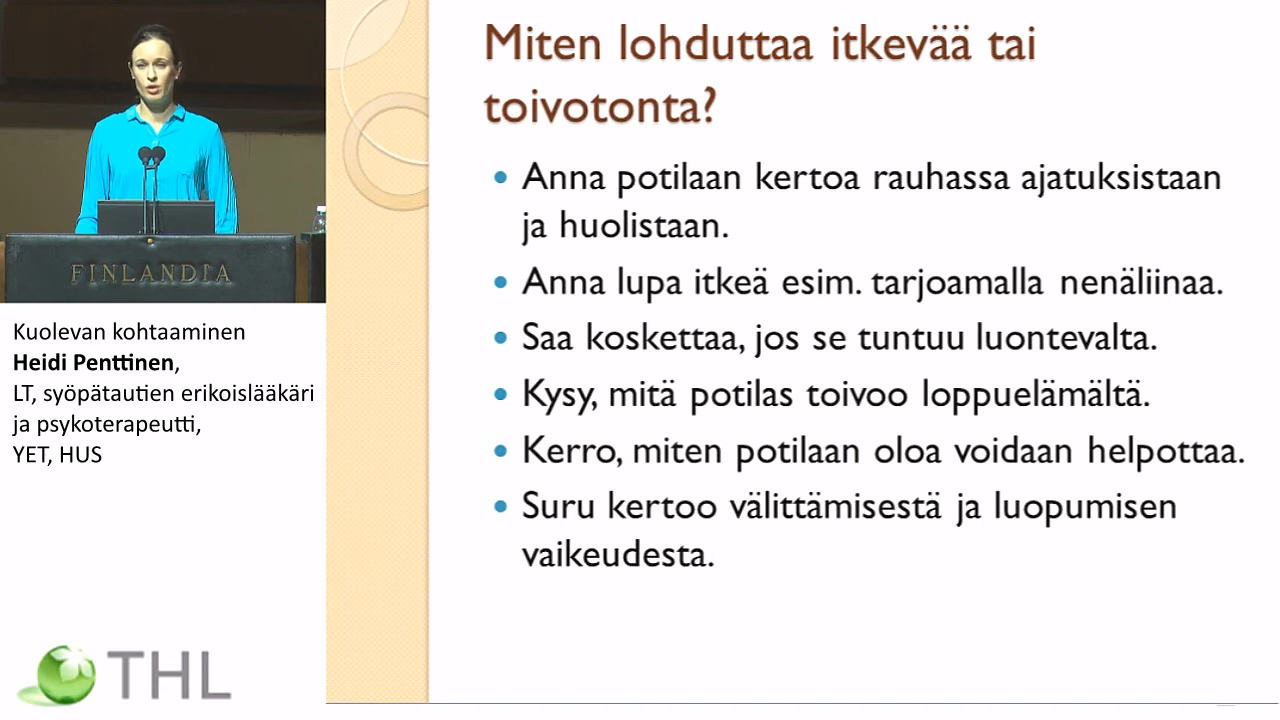 FINLANDIA
Kuolevan kohtaaminen
Heidi Penttinen,
LT, syöpätautien erikoislääkäri
ja psykoterapeutti,
YET, HUS
THL
Miten lohduttaa itkevää tai
toivotonta?
• Anna potilaan kertoa rauhassa ajatuksistaan
ja huolistaan.
• Anna lupa itkeä esim. tarjoamalla nenäliinaa.
• Saa koskettaa, jos se tuntuu luontevalta.
• Kysy, mitä potilas toivoo loppuelämältä.
• Kerro, miten potilaan oloa voidaan helpottaa.
• Suru kertoo välittämisestä ja luopumisen
vaikeudesta.